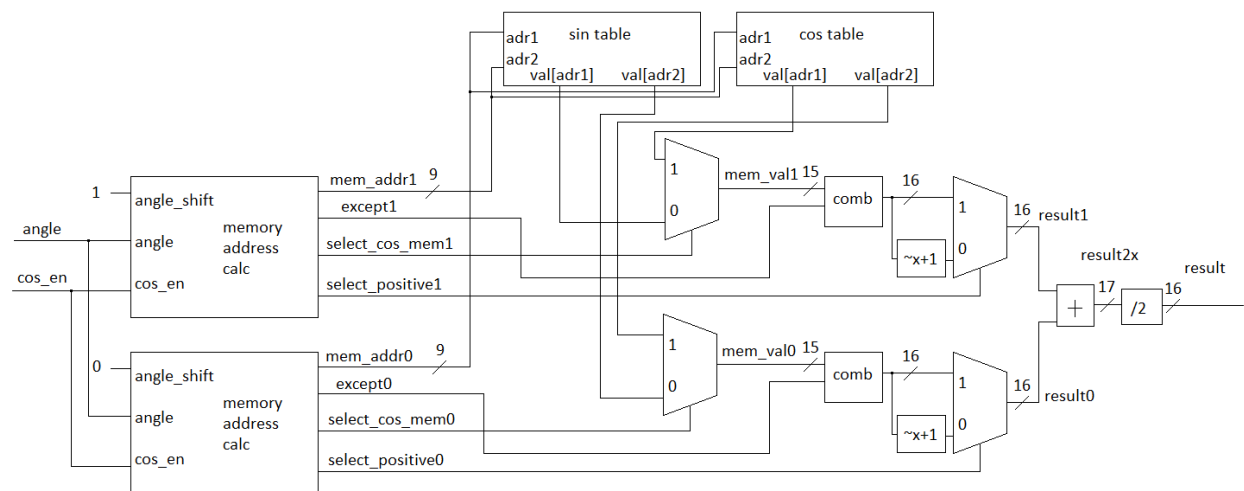 sin table
adr1
adr2
val[adr1] val[adr2]
cos table
adr1
adr2
val[adr1] val[adr2]
1
angle_shift
angle
angle
cos_en
cos_en
memory
address
calc
mem_addr1
9
except1
select_cos_mem1
select_positive1
1
0
mem_val1
15
comb
16
~x+1
1
0
16
result1
0
angle_shift
angle
cos_en
memory
address
calc
mem_addr0
9
except0
select_cos_mem0
select_positive0
1
0
mem_val0
15
comb
16
~x+1
1
0
16
result0
result2x
+
17
/2
16
result